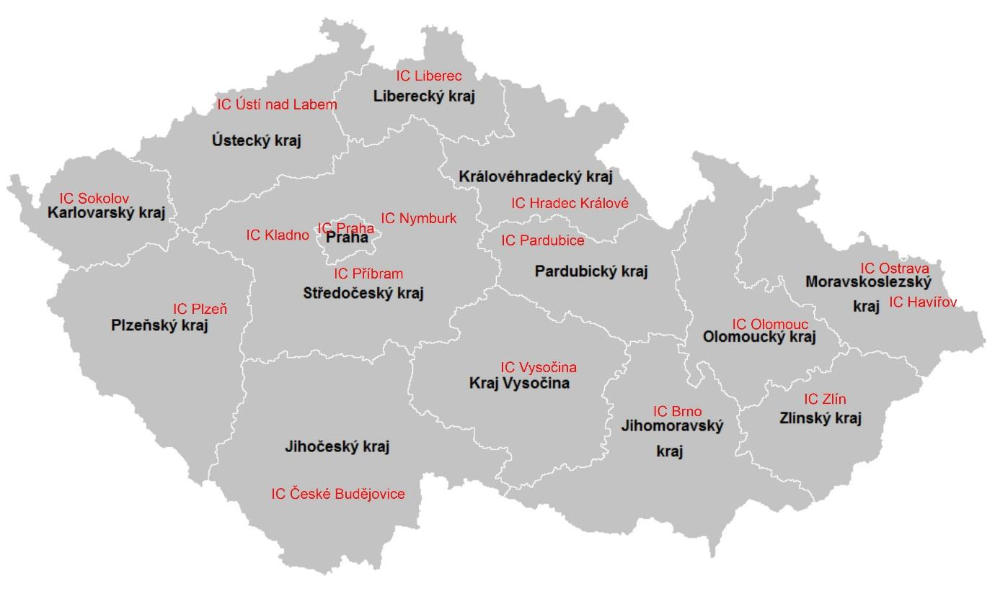 IC Liberec
Liberecký kraj
IC Ústí nad Labem
Ústecký kraj
Královéhradecký kraj
IC Hradec Králové
IC Sokolov
Karlovarský kraj
IC Nymburk
IC Kladno
IC Praha
Praha
IC Pardubice
Pardubický kraj
IC Příbram
Středočeský kraj
IC Ostrava
Moravskoslezský
kraj
IC Havířov
IC Plzeň
Plzeňský kraj
IC Olomouc
Olomoucký kraj
IC Vysočina
Kraj Vysočina
IC Zlín
Zlínský kraj
IC Brno
Jihomoravský
kraj
Jihočeský kraj
IC České Budějovice